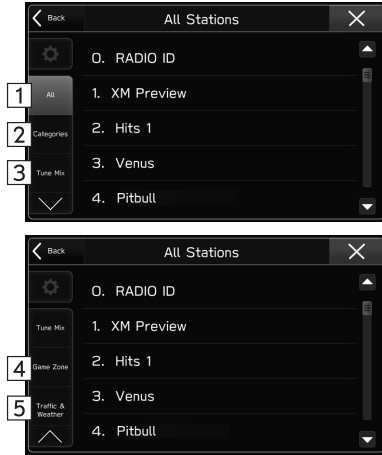 Back
All Stations
0. RADIO ID
1
All
1. XM Preview
2
Categories
2. Hits 1
3
Tune Mix
3. Venus
4. Pitbull
Back
All Stations
0. RADIO ID
Tune Mix
1. XM Preview
4
Game Zone
2. Hits 1
5
Traffic &
Weather
3. Venus
4. Pitbull